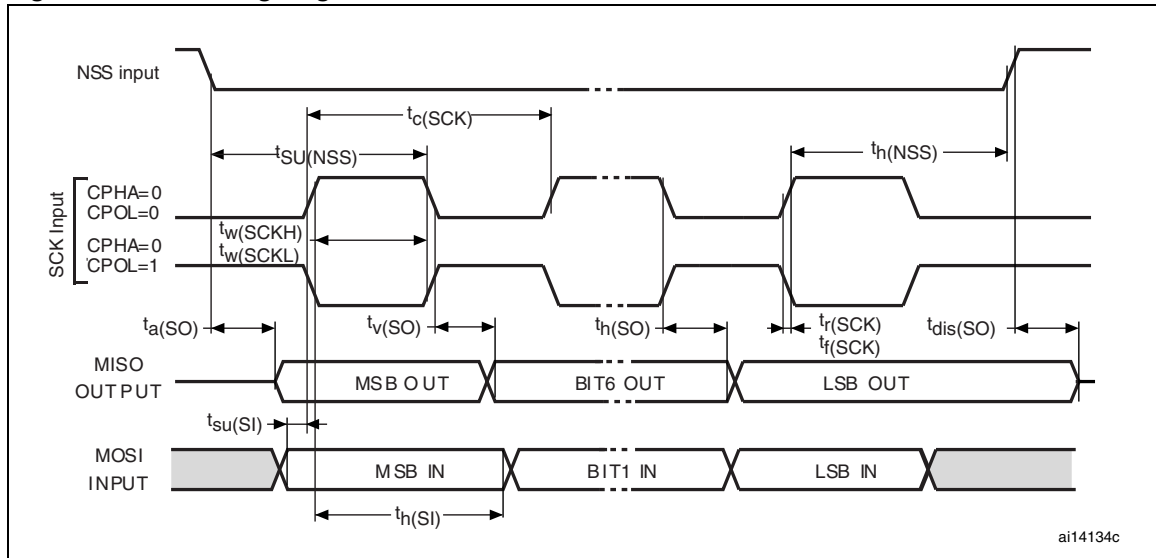 NSS input
tc(SCK)
tSU(NSS)
th(NSS)
SCK Input
CPHA=0
CPOL=0
CPHA=0
CPOL=1
tw(SCKH)
tw(SCKL)
ta(SO)
tv(SO)
th(SO)
tr(SCK)
tf(SCK)
tdis(SO)
MISO
OUTPUT
MSB OUT
BIT6 OUT
LSB OUT
tsu(SI)
MOSI
INPUT
MSB IN
BIT1 IN
LSB IN
th(SI)
ai14134c